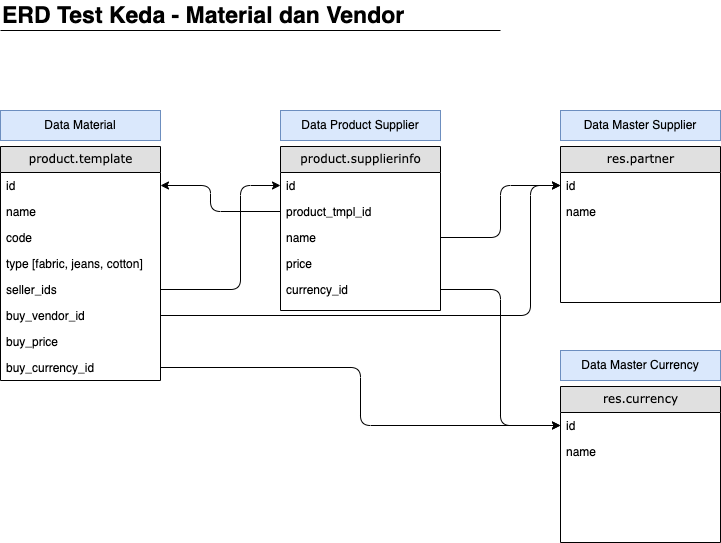 ERD Test Keda - Material dan Vendor
Data Material
product.template
id
name
code
type [fabric, jeans, cotton]
seller_ids
buy_vendor_id
buy_price
buy_currency_id
Data Product Supplier
product.supplierinfo
id
product_tmpl_id
name
price
currency_id
Data Master Supplier
res.partner
id
name
Data Master Currency
res.currency
id
name